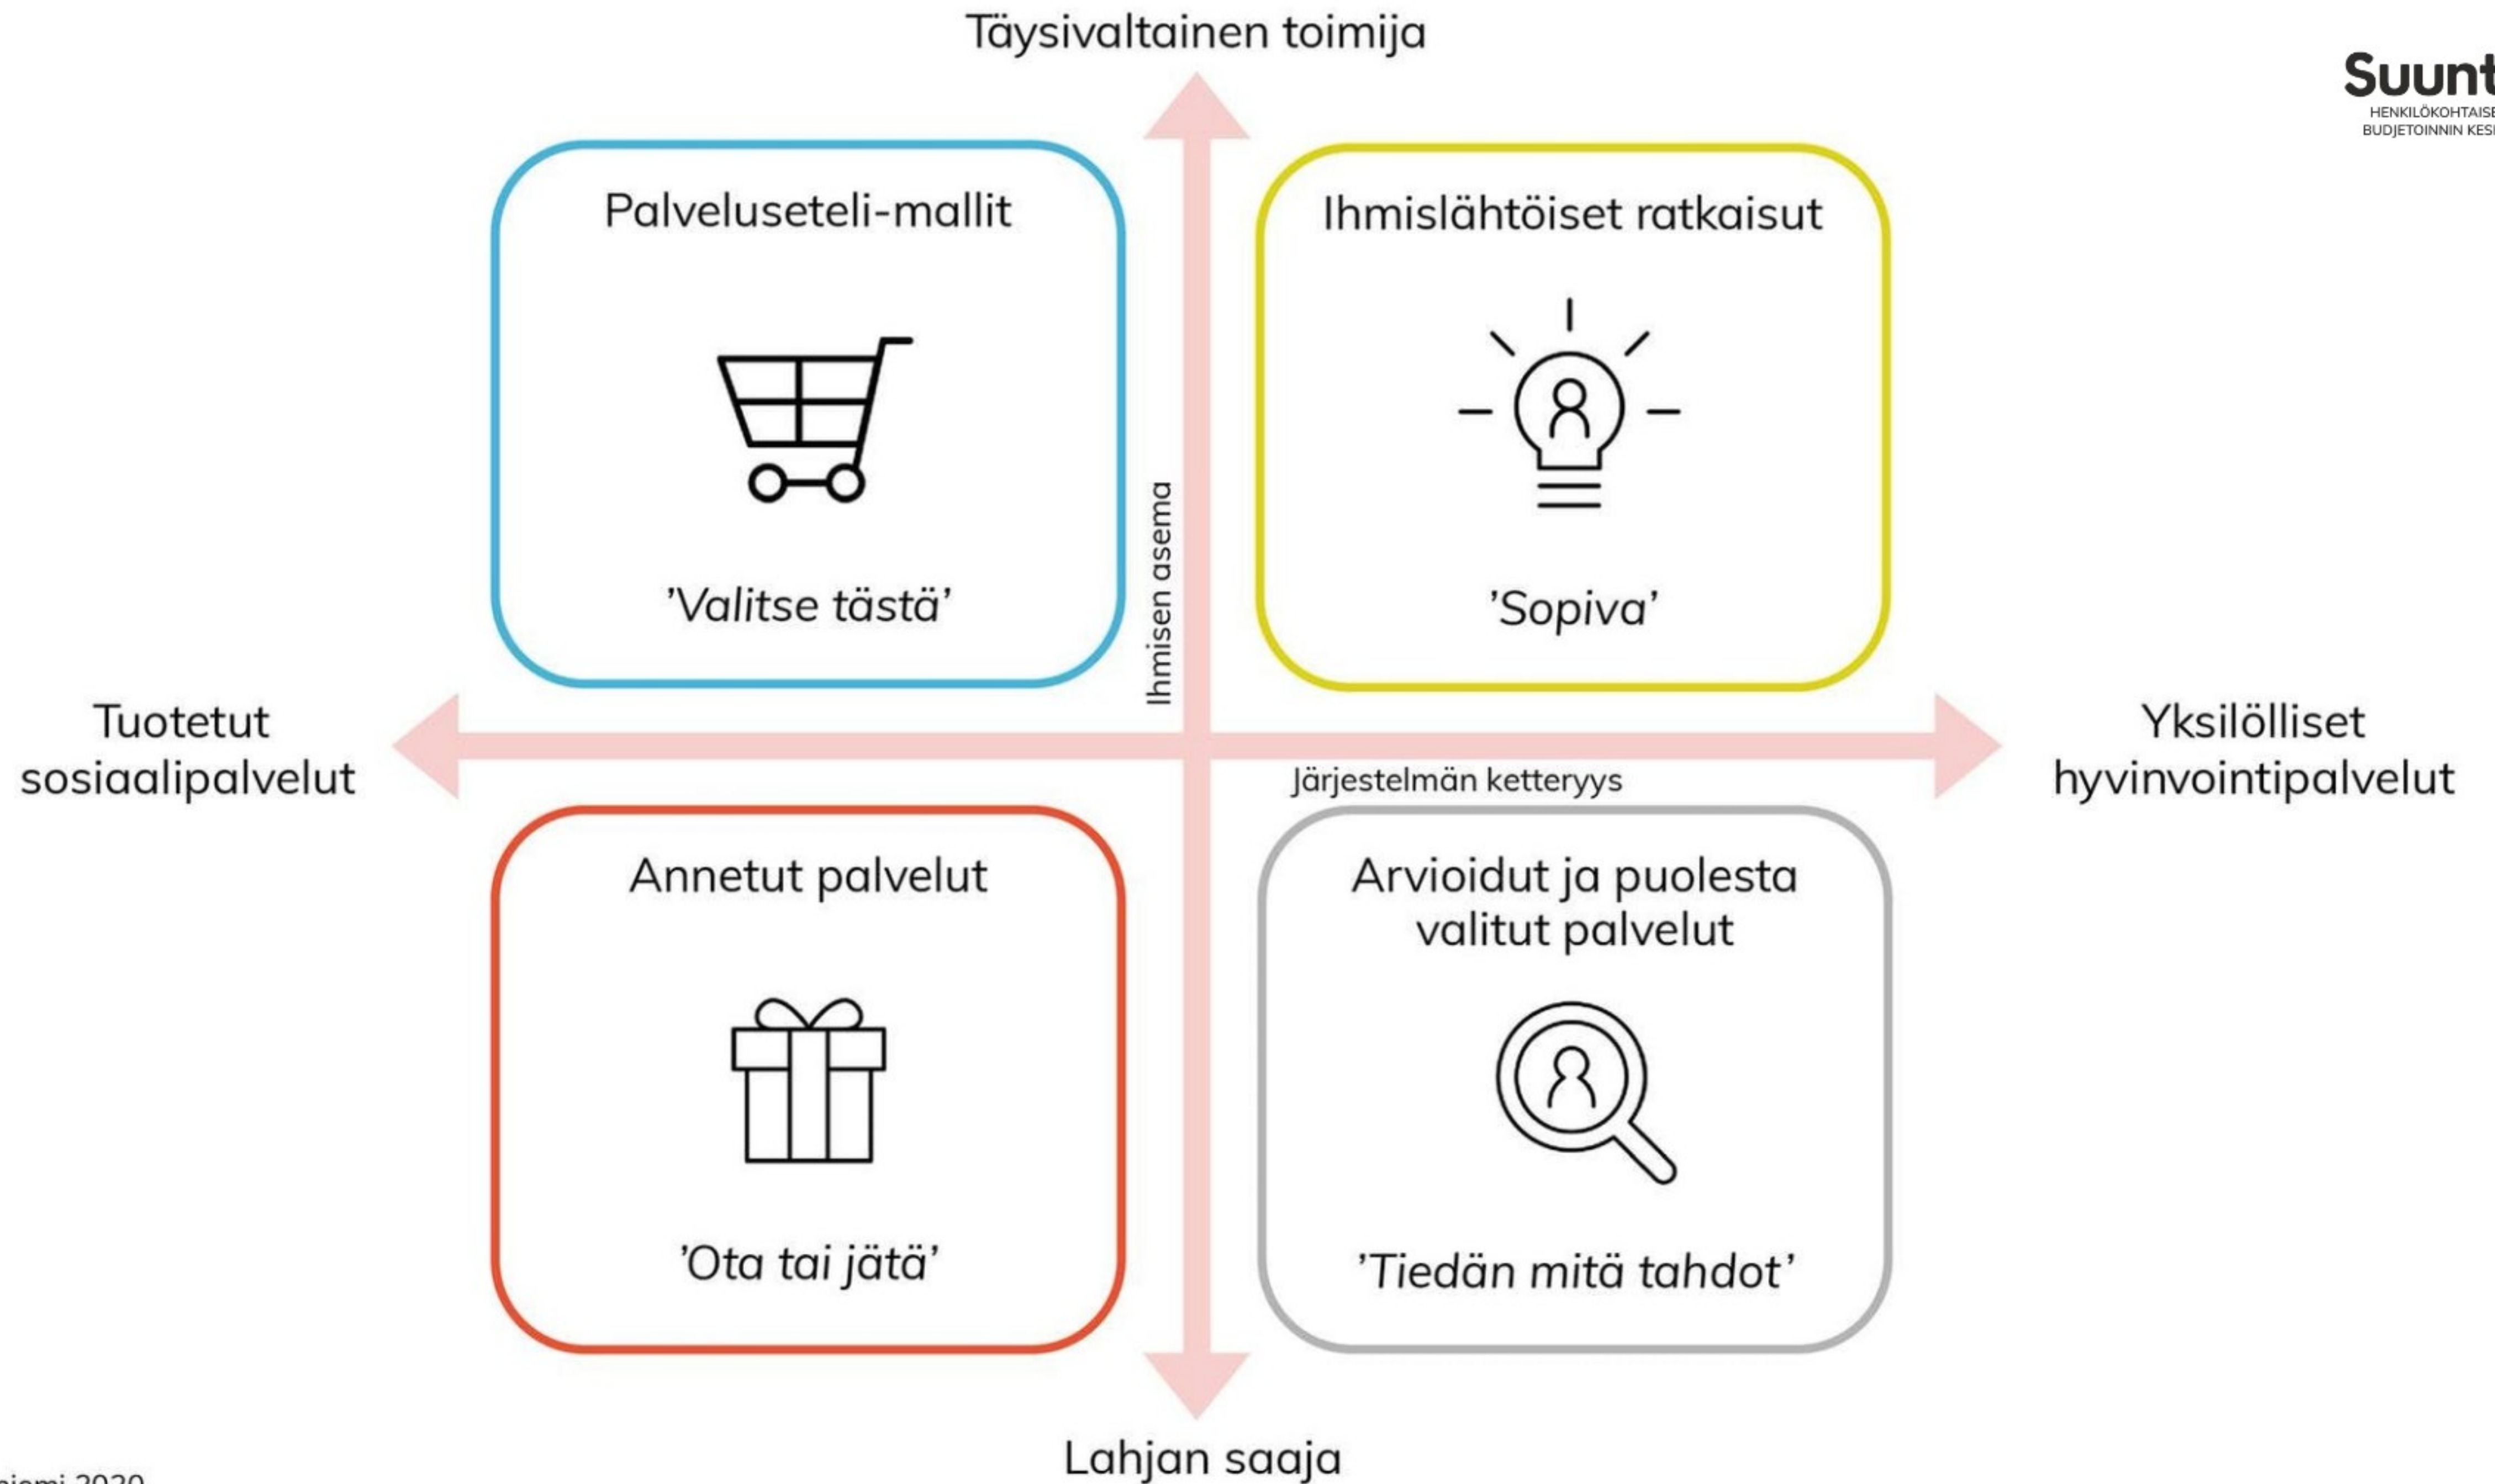 Täysivaltainen toimija
Suunt
HENKILÖKOHTAISE
BUDJETOINNIN KES
Palveluseteli-mallit
'Valitse tästä'
Ihmislähtöiset ratkaisut
'Sopiva'
Ihmisen asema
Tuotetut
sosiaalipalvelut
Järjestelmän ketteryys
Yksilölliset
hyvinvointipalvelut
Annetut palvelut
'Ota tai jätä'
Arvioidut ja puolesta
valitut palvelut
'Tiedän mitä tahdot'
Lahjan saaja
2020